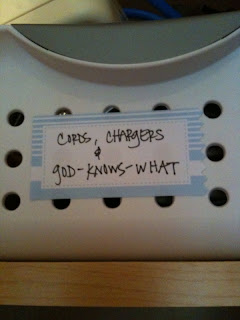 CORDS, CHARGERS
&
GOD-KNOWS-WHAT